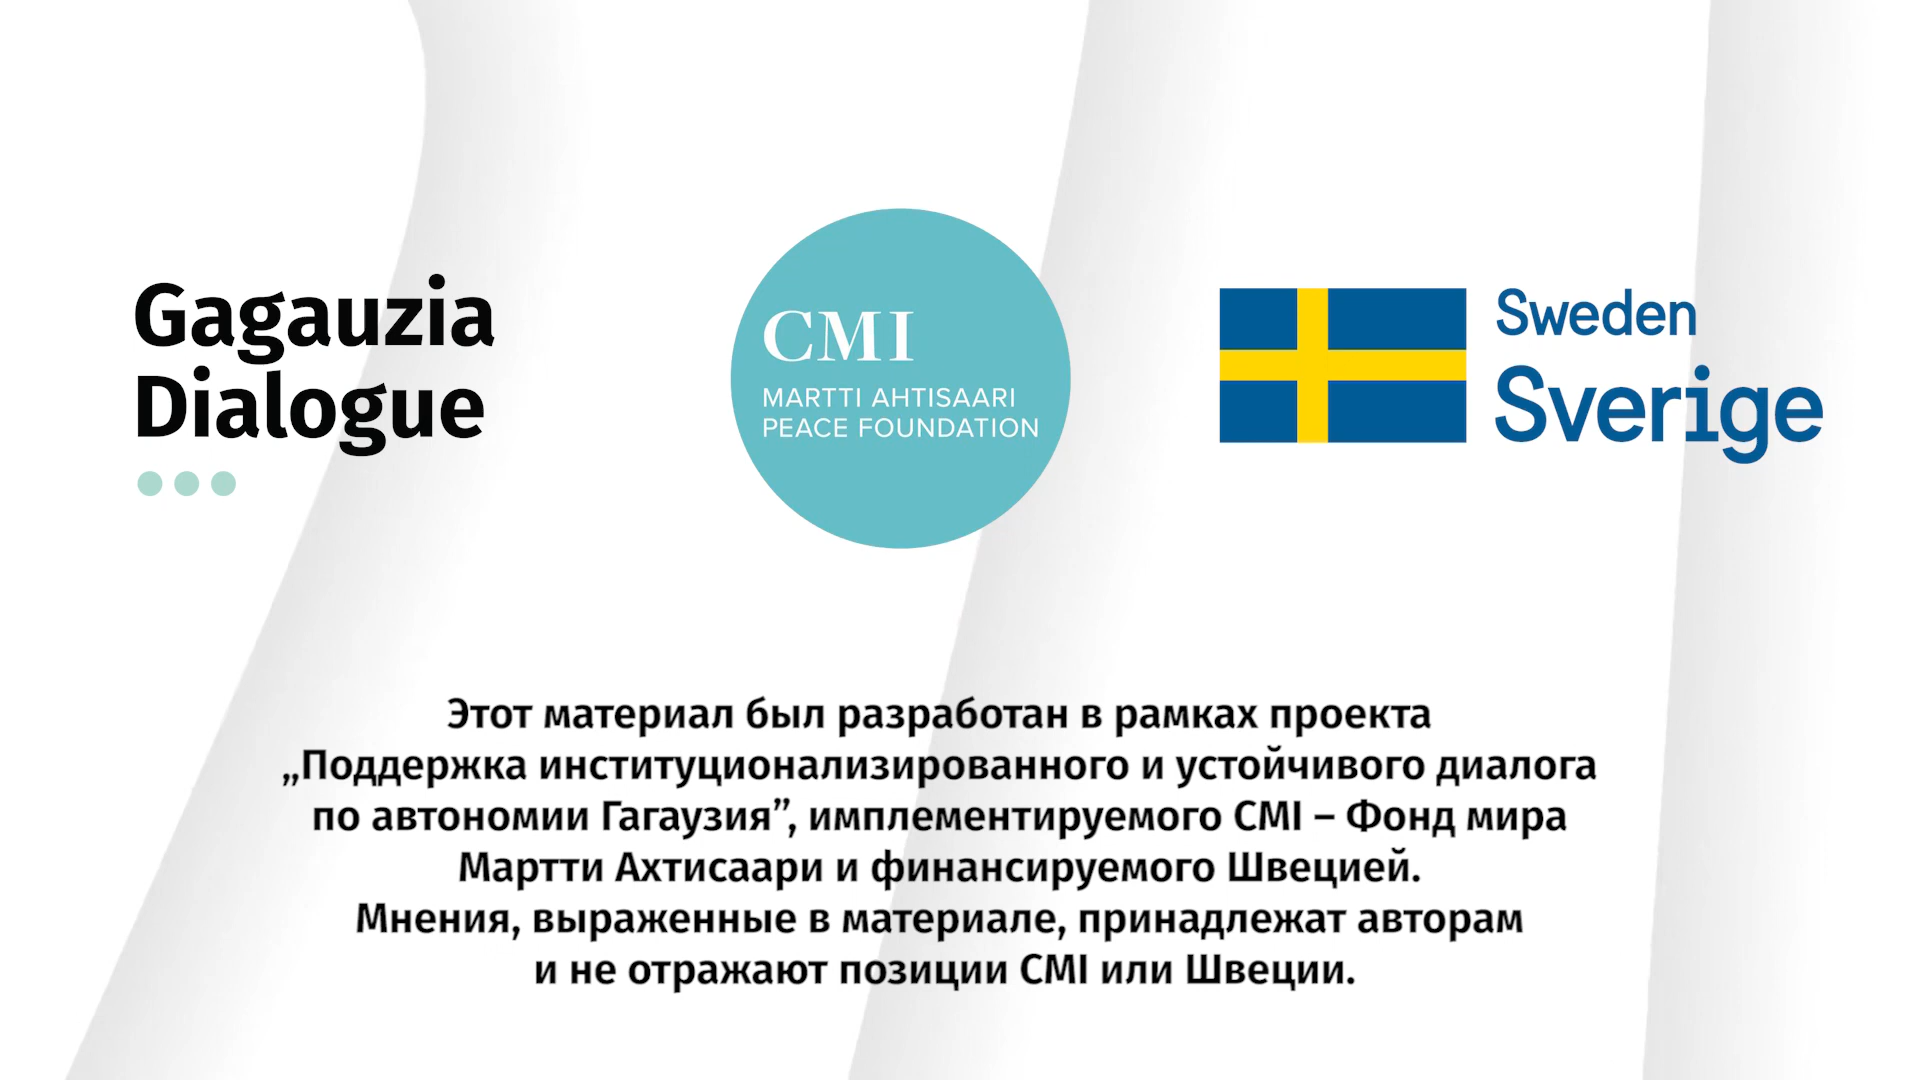 Gagauzia
Dialogue
CMI
MARTTI AHTISAARI
PEACE FOUNDATION
Sweden
Sverige
Этот материал был разработан в рамках проекта
„Поддержка институционализированного и устойчивого диалога
по автономии Гагаузия”, имплементируемого CMI – Фонд мира
Мартти Ахтисаари и финансируемого Швецией.
Мнения, выраженные в материале, принадлежат авторам
и не отражают позиции CMI или Швеции.